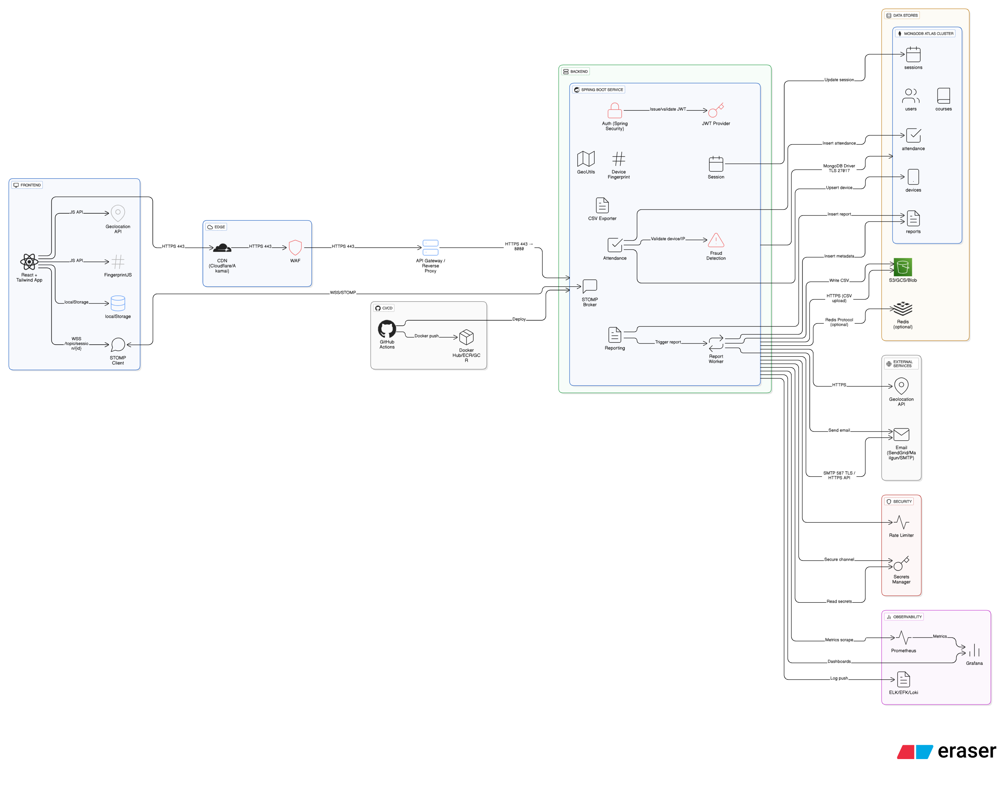 FRONTEND
React +
Tailwind App
JS API
Geolocation
API
JS API
FingerprintJS
localStorage
localStorage
WSS
/topic/sessio
n/{id}
STOMP
Client
HTTPS 443
EDGE
CDN
(Cloudflare/A
kamai)
HTTPS 443
WAF
HTTPS 443
API Gateway /
Reverse
Proxy
HTTPS 443 →
8080
WSS/STOMP
CI/CD
GitHub
Actions
Deploy
Docker push
Docker
Hub/ECR/GC
R
BACKEND
SPRING BOOT SERVICE
Auth (Spring
Security)
Issue/validate JWT
JWT Provider
GeoUtils
Device
Fingerprint
Session
CSV Exporter
Attendance
Validate device/IP
Fraud
Detection
STOMP
Broker
Reporting
Trigger report
Report
Worker
Update session
Insert attendance
MongoDB Driver
TLS 27017
Upsert device
Insert report
Insert metadata
Write CSV
HTTPS (CSV
upload)
Redis Protocol
(optional)
HTTPS
Send email
SMTP 587 TLS /
HTTPS API
Secure channel
Read secrets
Metrics scrape
Dashboards
Log push
DATA STORES
MONGODB ATLAS CLUSTER
sessions
users
courses
attendance
devices
reports
S3/GCS/Blob
Redis
(optional)
EXTERNAL
SERVICES
Geolocation
API
Email
(SendGrid/Ma
ilgun/SMTP)
SECURITY
Rate Limiter
Secrets
Manager
OBSERVABILITY
Prometheus
Metrics
Grafana
ELK/EFK/Loki
eraser